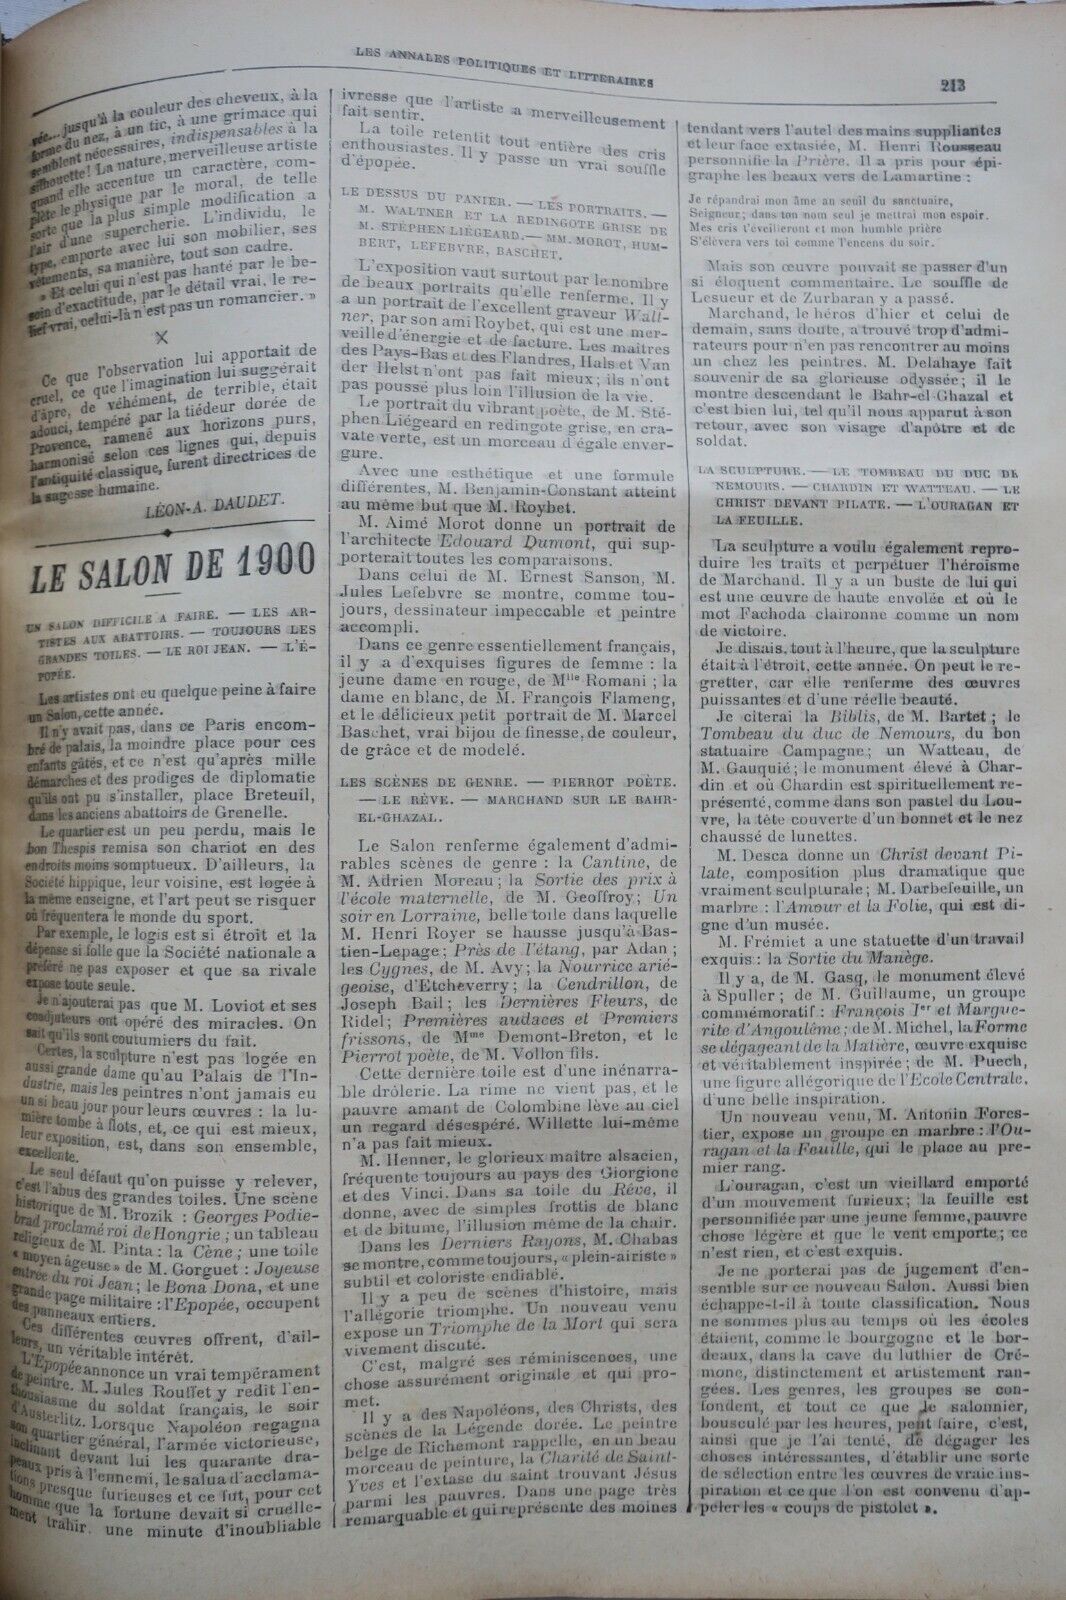 LES ANNALES POLITIQUES ET LITTÉRAIRES
213
vée... jusqu'à la couleur des cheveux, à la
forme du nez, à un tic, à une grimace qui
semblent nécessaires, indispensables à la
silhouette! La nature, merveilleuse artiste
quand elle accentue un caractère, com-
plète le physique par le moral, de telle
sorte que la plus simple modification a
l'air d'une supercherie. L'individu, le
type, emporte avec lui son mobilier, ses
vêtements, sa manière, tout son cadre.
» Et celui qui n'est pas hanté par le be-
soin d'exactitude, par le détail vrai, le re-
lief vrai, celui-là n'est pas un romancier. »
Ce que l'observation lui apportait de
cruel, ce que l'imagination lui suggérait
d'âpre, de véhément, de terrible, était
adouci, tempéré par la tiédeur dorée de
Provence, ramené aux horizons purs,
harmonisé selon ces lignes qui, depuis
l'antiquité classique, furent directrices de
la sagesse humaine.
LÉON-A. DAUDET.
LE SALON DE 1900
UN SALON DIFFICILE A FAIRE. — LES AR-
TISTES AUX ABATTOIRS. — TOUJOURS LES
GRANDES TOILES. — LE ROI JEAN. — L'É-
POPÉE.
Les artistes ont eu quelque peine à faire
un Salon, cette année.
Il n'y avait pas, dans ce Paris encom-
bré de palais, la moindre place pour ces
enfants gâtés, et ce n'est qu'après mille
démarches et des prodiges de diplomatie
qu'ils ont pu s'installer, place Breteuil,
dans les anciens abattoirs de Grenelle.
Le quartier est un peu perdu, mais le
bon Thespis remisa son chariot en des
endroits moins somptueux. D'ailleurs, la
Société hippique, leur voisine, est logée à
la même enseigne, et l'art peut se risquer
où fréquentera le monde du sport.
Par exemple, le logis est si étroit et la
dépense si folle que la Société nationale a
préféré ne pas exposer et que sa rivale
expose toute seule.
Je n'ajouterai pas que M. Loviot et ses
coadjuteurs ont opéré des miracles. On
sait qu'ils sont coutumiers du fait.
Certes, la sculpture n'est pas logée en
aussi grande dame qu'au Palais de l'In-
dustrie, mais les peintres n'ont jamais eu
un si beau jour pour leurs œuvres : la lu-
mière tombe à flots, et, ce qui est mieux,
leur exposition, est, dans son ensemble,
excellente.
Le seul défaut qu'on puisse y relever,
c'est l'abus des grandes toiles. Une scène
historique de M. Brozik : Georges Podie-
brad proclamé roi de Hongrie ; un tableau
religieux de M. Pinta : la Cène ; une toile
« moyen âgeuse » de M. Gorguet : Joyeuse
entrée du roi Jean ; le Bona Dona, et une
grande page militaire : l'Epopée, occupent
des panneaux entiers.
Ces différentes œuvres offrent, d'ail-
leurs, un véritable intérêt.
L'Epopée annonce un vrai tempérament
de peintre. M. Jules Rouffet y redit l'en-
thousiasme du soldat français, le soir
d'Austerlitz. Lorsque Napoléon regagna
son quartier général, l'armée victorieuse,
inclinant devant lui les quarante dra-
peaux pris à l'ennemi, le salua d'acclama-
tions presque furieuses et ce fut, pour cet
homme que la fortune devait si cruelle-
ment trahir, une minute d'inoubliable
ivresse que l'artiste a merveilleusement
fait sentir.
La toile retentit tout entière des cris
enthousiastes. Il y passe un vrai souffle
d'épopée.
LE DESSUS DU PANIER. — LES PORTRAITS. —
M. WALTNER ET LA REDINGOTE GRISE DE
M. STÉPHEN LIÉGEARD. — MM. MOROT, HUM-
BERT, LEFEBVRE, BASCHET.
L'exposition vaut surtout par le nombre
de beaux portraits qu'elle renferme. Il y
a un portrait de l'excellent graveur Walt-
ner, par son ami Roybet, qui est une mer-
veille d'énergie et de facture. Les maîtres
des Pays-Bas et des Flandres, Hals et Van
der Helst n'ont pas fait mieux ; ils n'ont
pas poussé plus loin l'illusion de la vie.
Le portrait du vibrant poète, de M. Sté-
phen Liégeard en redingote grise, en cra-
vate verte, est un morceau d'égale enver-
gure.
Avec une esthétique et une formule
différentes, M. Benjamin-Constant atteint
au même but que M. Roybet.
M. Aimé Morot donne un portrait de
l'architecte Edouard Dumont, qui sup-
porterait toutes les comparaisons.
Dans celui de M. Ernest Sanson, M.
Jules Lefebvre se montre, comme tou-
jours, dessinateur impeccable et peintre
accompli.
Dans ce genre essentiellement français,
il y a d'exquises figures de femme : la
jeune dame en rouge, de Mlle Romani ; la
dame en blanc, de M. François Flameng,
et le délicieux petit portrait de M. Marcel
Baschet, vrai bijou de finesse, de couleur,
de grâce et de modelé.
LES SCÈNES DE GENRE. — PIERROT POÈTE.
— LE RÊVE. — MARCHAND SUR LE BAHR-
EL-GHAZAL.
Le Salon renferme également d'admi-
rables scènes de genre : la Cantine, de
M. Adrien Moreau ; la Sortie des prix à
l'école maternelle, de M. Geoffroy ; Un
soir en Lorraine, belle toile dans laquelle
M. Henri Royer se hausse jusqu'à Bas-
tien-Lepage ; Près de l'étang, par Adan ;
les Cygnes, de M. Avy ; la Nourrice arié-
geoise, d'Etcheverry ; la Cendrillon, de
Joseph Bail ; les Dernières Fleurs, de
Ridel ; Premières audaces et Premiers
frissons, de Mme Demont-Breton, et le
Pierrot poète, de M. Vollon fils.
Cette dernière toile est d'une inénarra-
ble drôlerie. La rime ne vient pas, et le
pauvre amant de Colombine lève au ciel
un regard désespéré. Willette lui-même
n'a pas fait mieux.
M. Henner, le glorieux maître alsacien,
fréquente toujours au pays des Giorgione
et des Vinci. Dans sa toile du Rêve, il
donne, avec de simples frottis de blanc
et de bitume, l'illusion même de la chair.
Dans les Derniers Rayons, M. Chabas
se montre, comme toujours, « plein-airiste »
subtil et coloriste endiablé.
Il y a peu de scènes d'histoire, mais
l'allégorie triomphe. Un nouveau venu
expose un Triomphe de la Mort qui sera
vivement discuté.
C'est, malgré ses réminiscences, une
chose assurément originale et qui pro-
met.
Il y a des Napoléons, des Christs, des
scènes de la Légende dorée. Le peintre
belge de Richemont rappelle, en un beau
morceau de peinture, la Charité de Saint-
Yves et l'extase du saint trouvant Jésus
parmi les pauvres. Dans une page très
remarquable et qui représente des moines
tendant vers l'autel des mains suppliantes
et leur face extasiée, M. Henri Rousseau
personnifie la Prière. Il a pris pour épi-
graphe les beaux vers de Lamartine :
Je répandrai mon âme au seuil du sanctuaire,
Seigneur ; dans ton nom seul je mettrai mon espoir.
Mes cris t'éveilleront et mon humble prière
S'élèvera vers toi comme l'encens du soir.
Mais son œuvre pouvait se passer d'un
si éloquent commentaire. Le souffle de
Lesueur et de Zurbaran y a passé.
Marchand, le héros d'hier et celui de
demain, sans doute, a trouvé trop d'admi-
rateurs pour n'en pas rencontrer au moins
un chez les peintres. M. Delahaye fait
souvenir de sa glorieuse odyssée ; il le
montre descendant le Bahr-el-Ghazal et
c'est bien lui, tel qu'il nous apparut à son
retour, avec son visage d'apôtre et de
soldat.
LA SCULPTURE. — LE TOMBEAU DU DUC DE
NEMOURS. — CHARDIN ET WATTEAU. — LE
CHRIST DEVANT PILATE. — L'OURAGAN ET
LA FEUILLE.
La sculpture a voulu également repro-
duire les traits et perpétuer l'héroïsme
de Marchand. Il y a un buste de lui qui
est une œuvre de haute envolée et où le
mot Fachoda claironne comme un nom
de victoire.
Je disais, tout à l'heure, que la sculpture
était à l'étroit, cette année. On peut le re-
gretter, car elle renferme des œuvres
puissantes et d'une réelle beauté.
Je citerai la Biblis, de M. Bartet ; le
Tombeau du duc de Nemours, du bon
statuaire Campagne ; un Watteau, de
M. Gauquié ; le monument élevé à Char-
din et où Chardin est spirituellement re-
présenté, comme dans son pastel du Lou-
vre, la tête couverte d'un bonnet et le nez
chaussé de lunettes.
M. Desca donne un Christ devant Pi-
late, composition plus dramatique que
vraiment sculpturale ; M. Darbefeuille, un
marbre : l'Amour et la Folie, qui est di-
gne d'un musée.
M. Frémiet a une statuette d'un travail
exquis : la Sortie du Manège.
Il y a, de M. Gasq, le monument élevé
à Spuller ; de M. Guillaume, un groupe
commémoratif : François Ier et Margue-
rite d'Angoulême ; de M. Michel, la Forme
se dégageant de la Matière, œuvre exquise
et véritablement inspirée ; de M. Puech,
une figure allégorique de l'Ecole Centrale,
d'une belle inspiration.
Un nouveau venu, M. Antonin Fores-
tier, expose un groupe en marbre : l'Ou-
ragan et la Feuille, qui le place au pre-
mier rang.
L'ouragan, c'est un vieillard emporté
d'un mouvement furieux ; la feuille est
personnifiée par une jeune femme, pauvre
chose légère et que le vent emporte ; ce
n'est rien, et c'est exquis.
Je ne porterai pas de jugement d'en-
semble sur ce nouveau Salon. Aussi bien
échappe-t-il à toute classification. Nous
ne sommes plus au temps où les écoles
étaient, comme le bourgogne et le bor-
deaux, dans la cave du luthier de Cré-
mone, distinctement et artistement ran-
gées. Les genres, les groupes se con-
fondent, et tout ce que le salonnier,
bousculé par les heures, peut faire, c'est,
ainsi que je l'ai tenté, de dégager les
choses intéressantes, d'établir une sorte
de sélection entre les œuvres de vraie ins-
piration et ce que l'on est convenu d'ap-
peler les « coups de pistolet ».